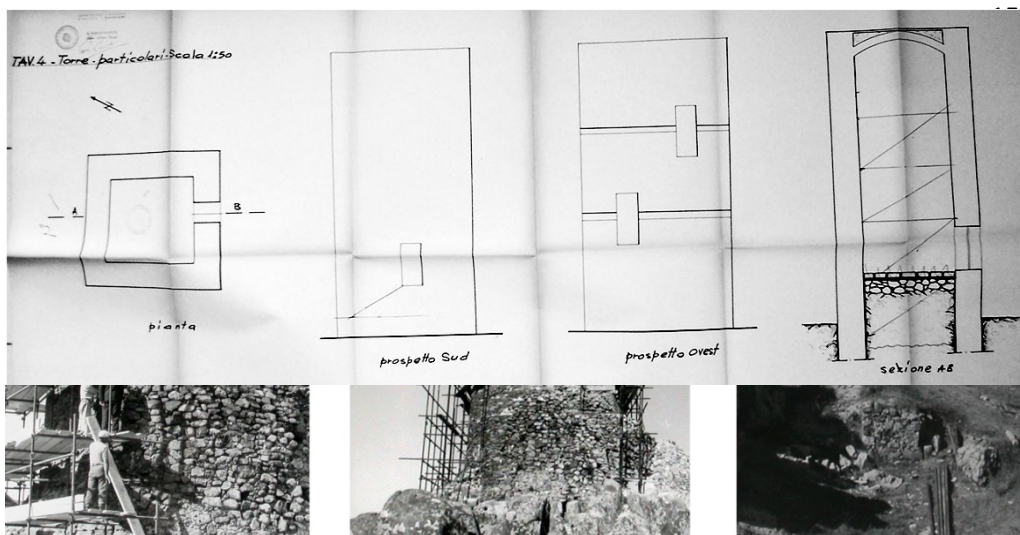 TAV. 4 - Torre - particolari - Scala 1:50
A
B
pianta
prospetto Sud
prospetto Ovest
sezione AB